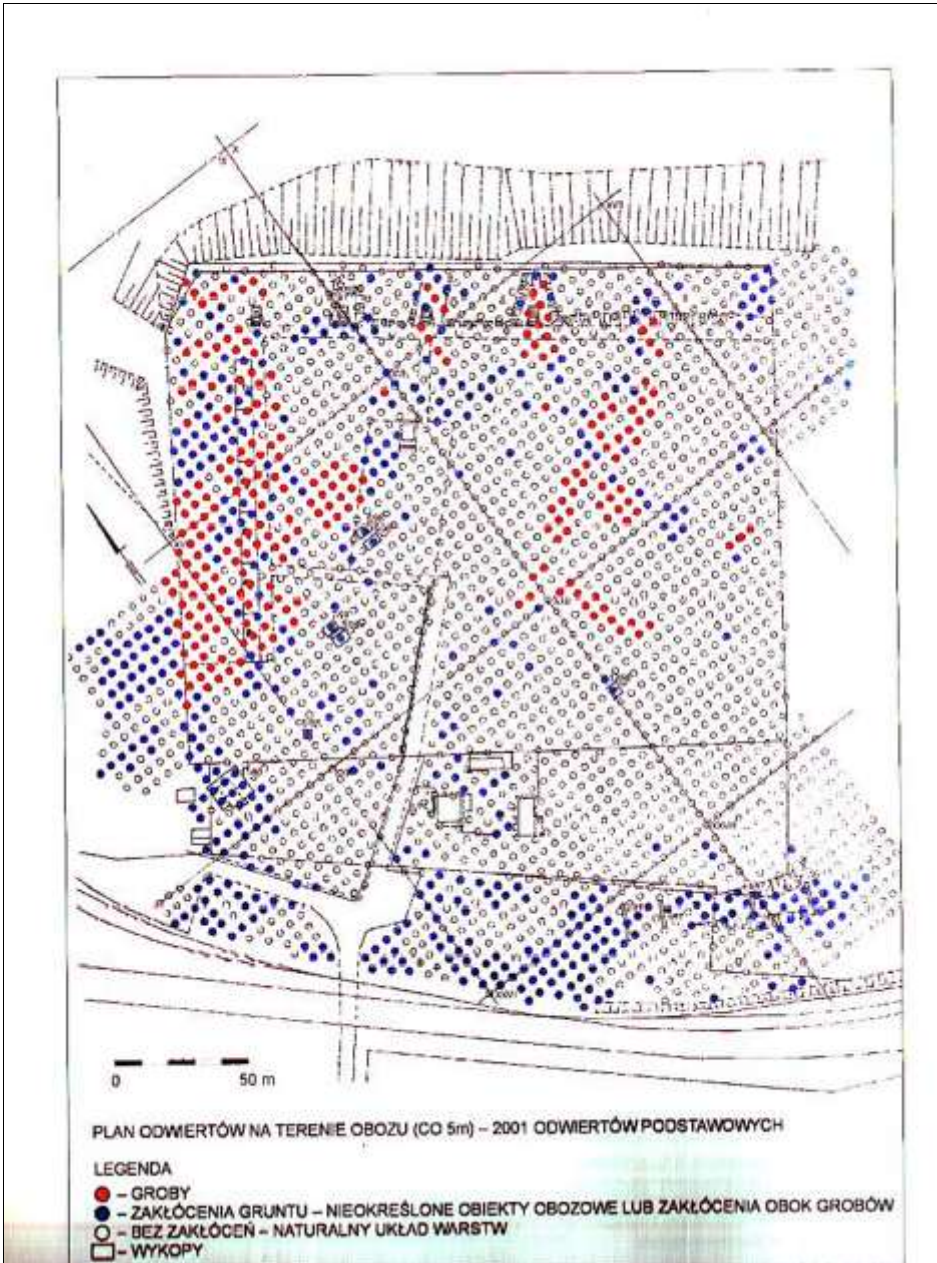 0 50 m
PLAN ODWIERTÓW NA TERENIE OBOZU (CO 5m) – 2001 ODWIERTÓW PODSTAWOWYCH
LEGENDA
– GROBY
– ZAKŁÓCENIA GRUNTU – NIEOKREŚLONE OBIEKTY OBOZOWE LUB ZAKŁÓCENIA OBOK GROBÓW
– BEZ ZAKŁÓCEŃ – NATURALNY UKŁAD WARSTW
– WYKOPY